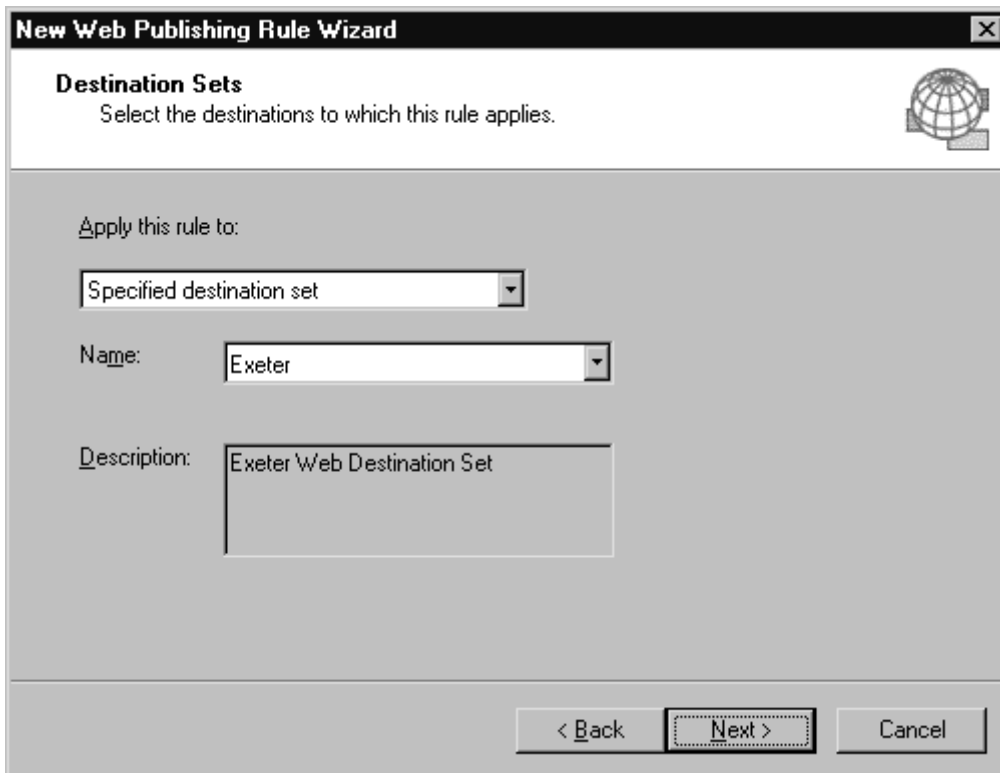 New Web Publishing Rule Wizard
Destination Sets
Select the destinations to which this rule applies.
Apply this rule to:
Specified destination set
Name:
Exeter
Description:
Exeter Web Destination Set
< Back
Next >
Cancel